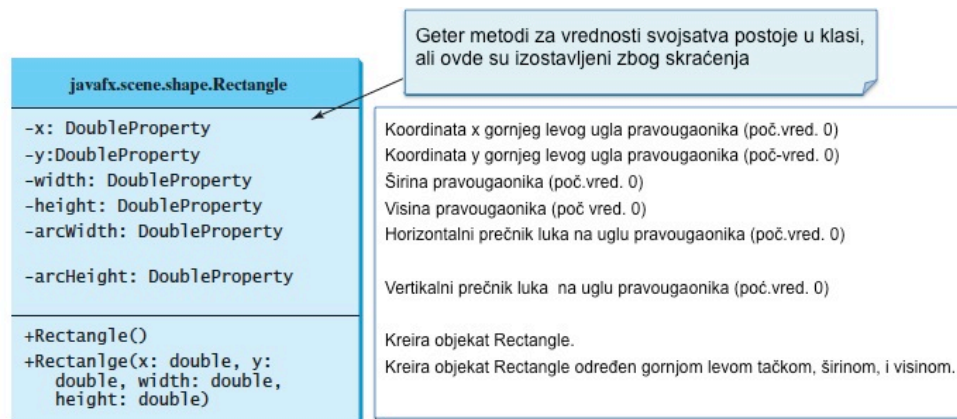 Geter metodi za vrednosti svojsatva postoje u klasi,
ali ovde su izostavljeni zbog skraćenja
javafx.scene.shape.Rectangle
-x: DoubleProperty
-y:DoubleProperty
-width: DoubleProperty
-height: DoubleProperty
-arcWidth: DoubleProperty
-arcHeight: DoubleProperty
+Rectangle()
+Rectanlge(x: double, y:
double, width: double,
height: double)
Koordinata x gornjeg levog ugla pravougaonika (poč.vred. 0)
Koordinata y gornjeg levog ugla pravougaonika (poč-vred. 0)
Širina pravougaonika (poč.vred. 0)
Visina pravougaonika (poč vred. 0)
Horizontalni prečnik luka na uglu pravougaonika (poč.vred. 0)
Vertikalni prečnik luka na uglu pravougaonika (poć.vred. 0)
Kreira objekat Rectangle.
Kreira objekat Rectangle određen gornjom levom tačkom, širinom, i visinom.